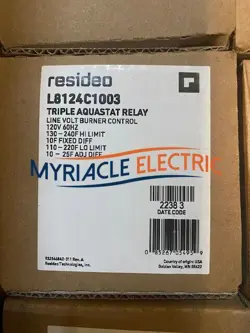 resideo
L8124C1003
TRIPLE AQUASTAT RELAY
LINE VOLT BURNER CONTROL
120V 60HZ
130 - 240F HI LIMIT
10F FIXED DIFF
110 - 220F LO LIMIT
10 - 25F ADJ DIFF
MYRIACLE ELECTRIC
2238 3
DATE CODE
Resideo Technologies, Inc.
Country of origin: USA
Golden Valley, MN 55422